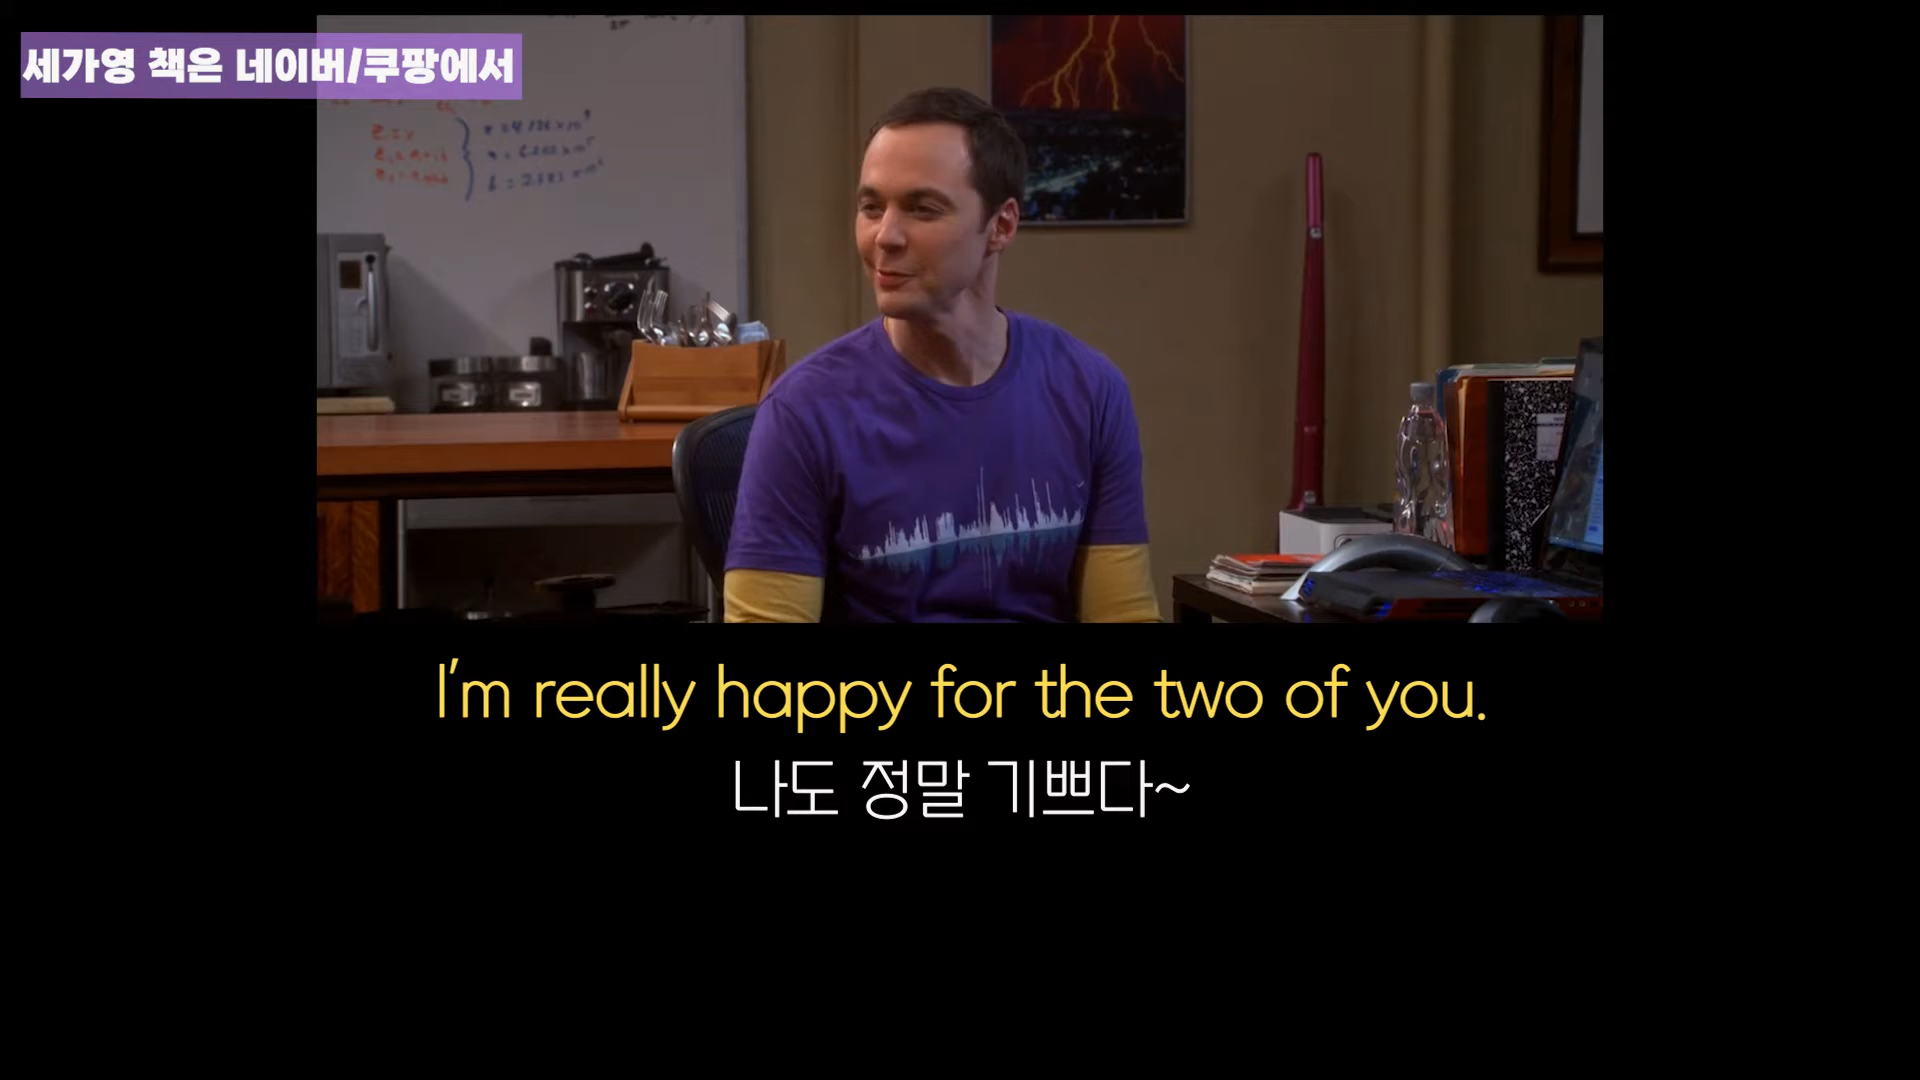 세가영 책은 네이버/쿠팡에서
I'm really happy for the two of you.
나도 정말 기쁘다~